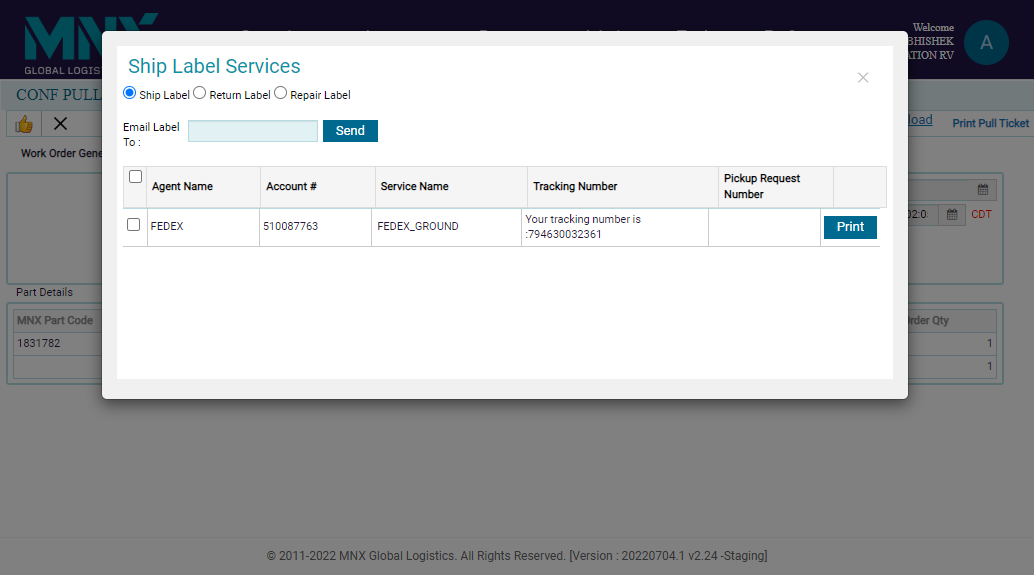 MNX
GLOBAL LOGIST
Welcome
BHISHEK
ATION RV
A
CONF PULL
Ship Label Services
Ship Label Return Label Repair Label
Email Label
To :
Send
load
Print Pull Ticket
Work Order Gene
Agent Name
Account #
Service Name
Tracking Number
Pickup Request
Number
FEDEX
510087763
FEDEX_GROUND
Your tracking number is
:794630032361
Print
02:0
CDT
Part Details
MNX Part Code
Order Qty
1831782
1
1
© 2011-2022 MNX Global Logistics. All Rights Reserved. [Version : 20220704.1 v2.24 -Staging]